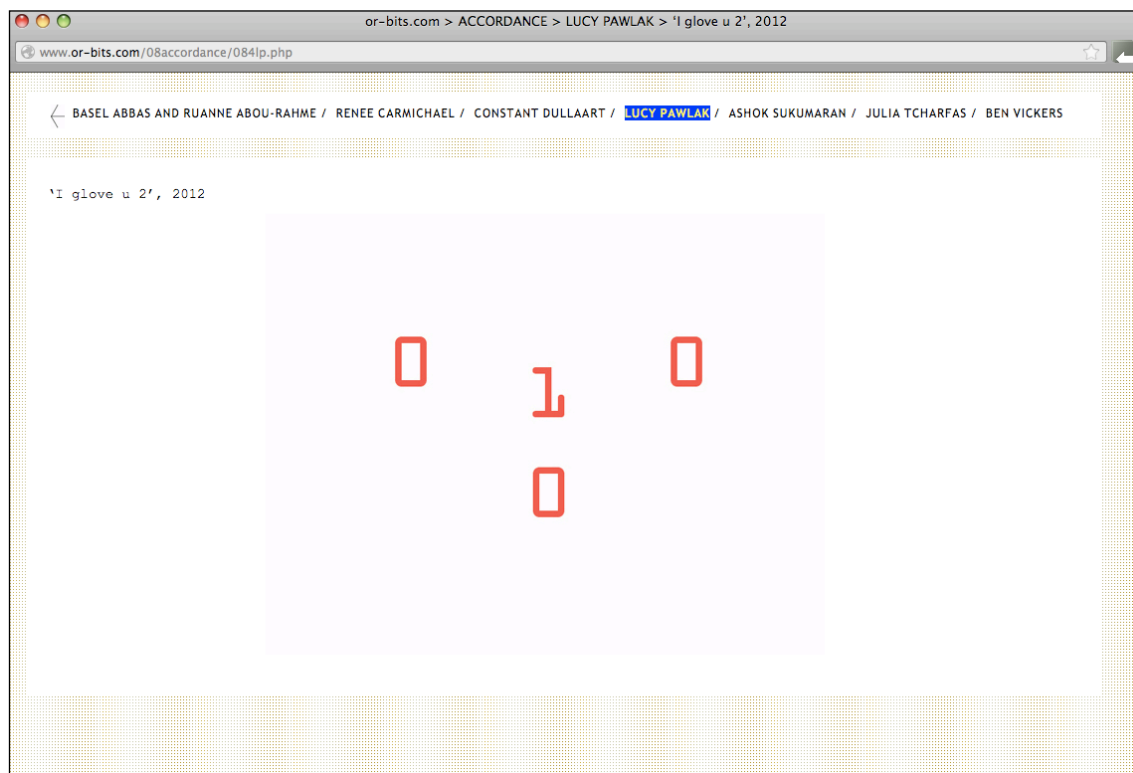 or-bits.com > ACCORDANCE > LUCY PAWLAK > ‘I glove u 2’, 2012
www.or-bits.com/08accordance/084lp.php
BASEL ABBAS AND RUANNE ABOU-RAHME / RENEE CARMICHAEL / CONSTANT DULLAART / LUCY PAWLAK / ASHOK SUKUMARAN / JULIA TCHARFAS / BEN VICKERS
‘I glove u 2’, 2012
0 0
1
0